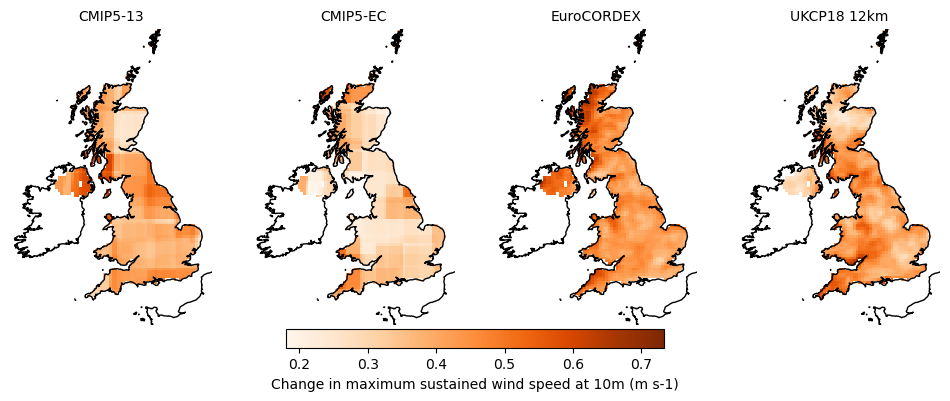 CMIP5-13 CMIP5-EC EuroCORDEX UKCP18 12km
0.2 0.3 0.4 0.5 0.6 0.7
Change in maximum sustained wind speed at 10m (m s-1)